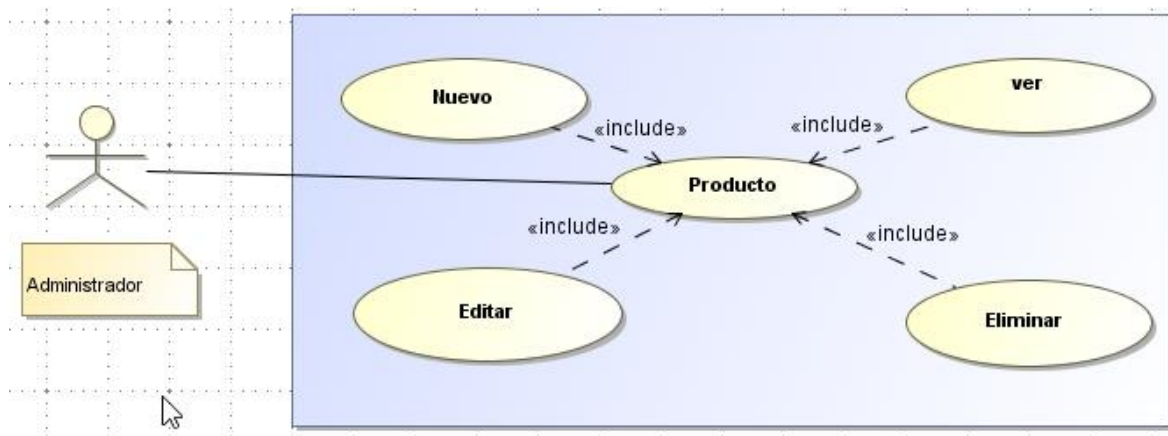 Nuevo
ver
«include»
«include»
Producto
«include»
«include»
Administrador
Editar
Eliminar